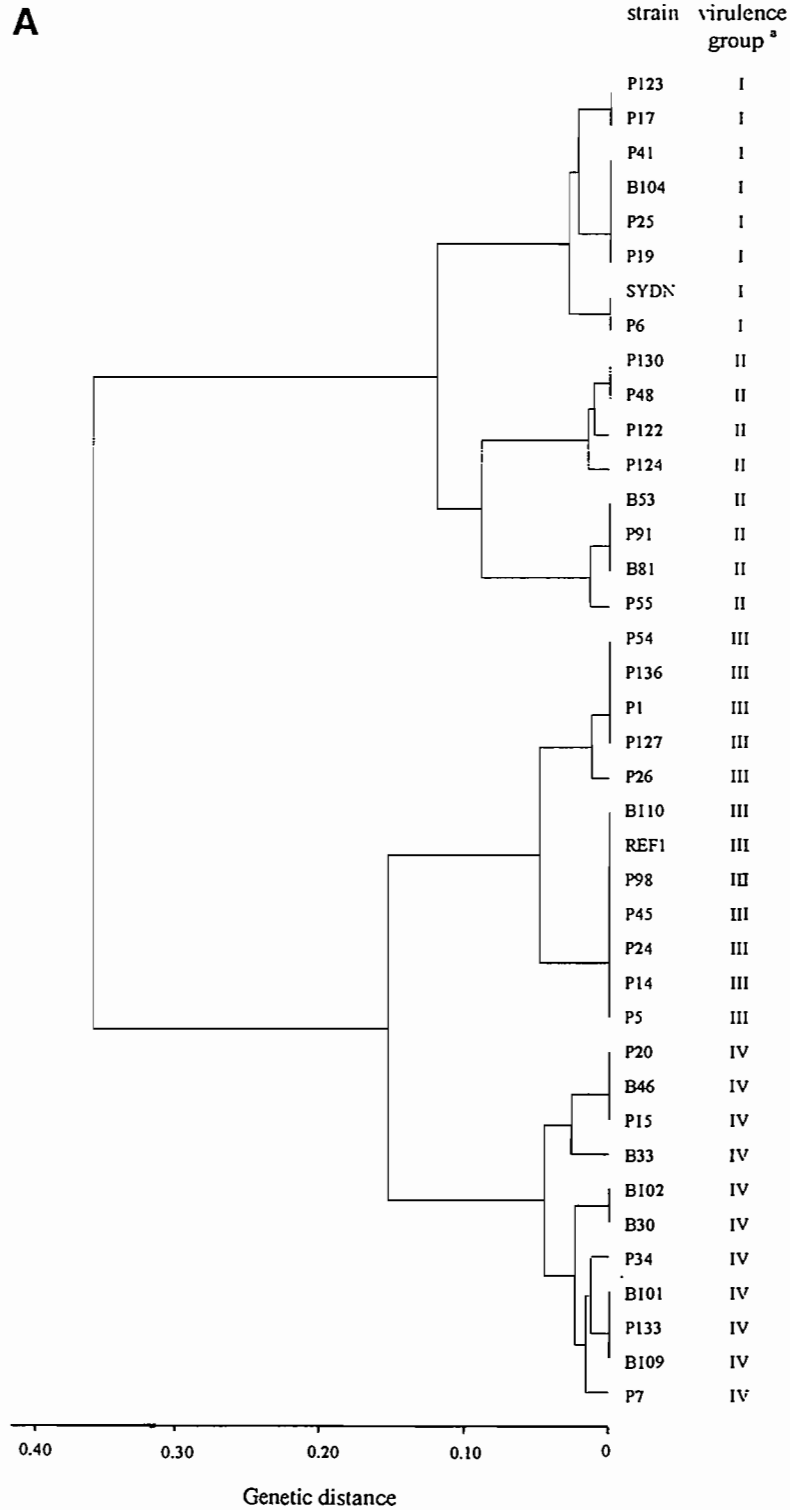 A
strain virulence
group a
P123 I
P17 I
P41 I
B104 I
P25 I
P19 I
SYDN I
P6 I
P130 II
P48 II
P122 II
P124 II
B53 II
P91 II
B81 II
P55 II
P54 III
P136 III
P1 III
P127 III
P26 III
B110 III
REF1 III
P98 III
P45 III
P24 III
P14 III
P5 III
P20 IV
B46 IV
P15 IV
B33 IV
B102 IV
B30 IV
P34 IV
B101 IV
P133 IV
B109 IV
P7 IV
0.40 0.30 0.20 0.10 0
Genetic distance